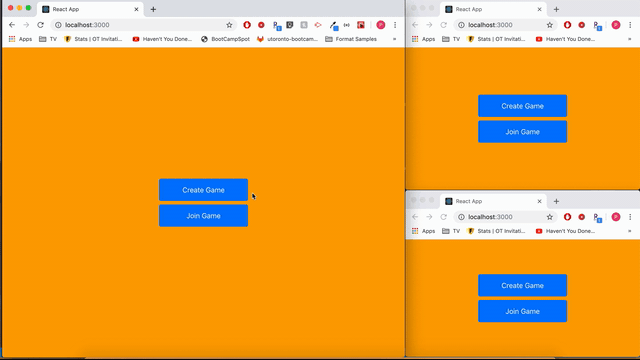 React App
localhost:3000
Apps TV Stats | GT Invitati... Haven't You Done... BootCampSpot utoronto-bootcam... Format Samples »
Create Game
Join Game
React App
localhost:3000
Apps TV Stats | GT Invitati... Haven't You Done... »
Create Game
Join Game
React App
localhost:3000
Apps TV Stats | GT Invitati... Haven't You Done... »
Create Game
Join Game